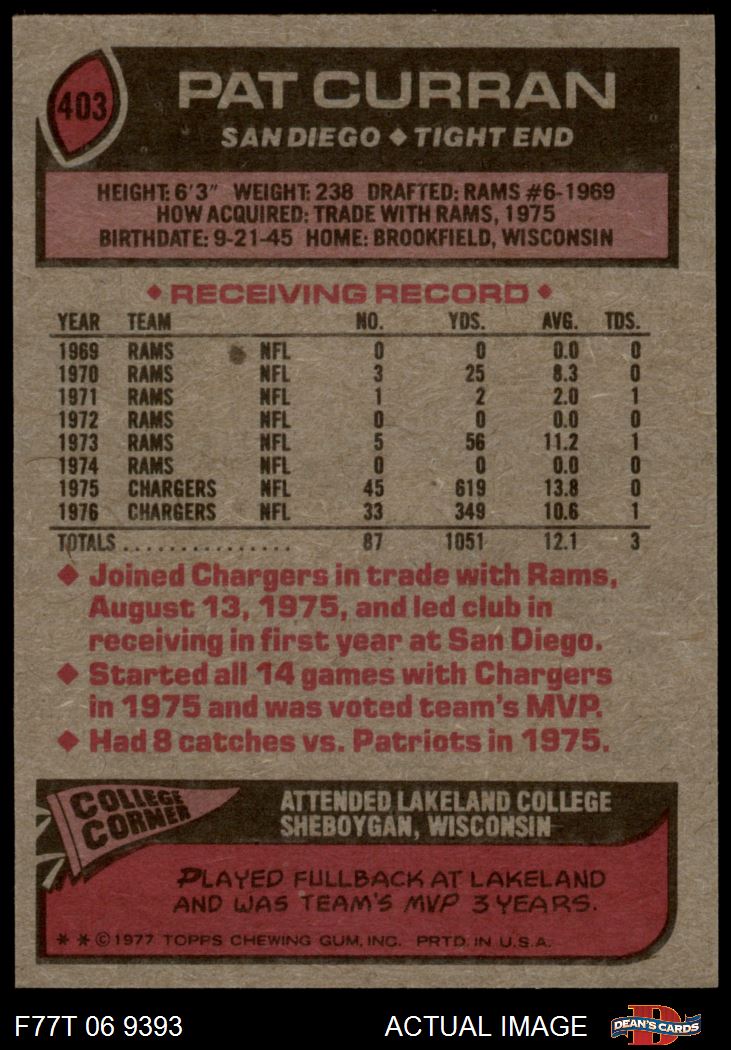 403
PAT CURRAN
SAN DIEGO ◆ TIGHT END
HEIGHT: 6'3" WEIGHT: 238 DRAFTED: RAMS #6-1969
HOW ACQUIRED: TRADE WITH RAMS, 1975
BIRTHDATE: 9-21-45 HOME: BROOKFIELD, WISCONSIN
◆ RECEIVING RECORD ◆
YEAR TEAM NO. YDS. AVG. TDS.
1969 RAMS NFL 0 0 0.0 0
1970 RAMS NFL 3 25 8.3 0
1971 RAMS NFL 1 2 2.0 1
1972 RAMS NFL 0 0 0.0 0
1973 RAMS NFL 5 56 11.2 1
1974 RAMS NFL 0 0 0.0 0
1975 CHARGERS NFL 45 619 13.8 0
1976 CHARGERS NFL 33 349 10.6 1
TOTALS................ 87 1051 12.1 3
◆ Joined Chargers in trade with Rams,
August 13, 1975, and led club in
receiving in first year at San Diego.
◆ Started all 14 games with Chargers
in 1975 and was voted team's MVP.
◆ Had 8 catches vs. Patriots in 1975.
COLLEGE
CORNER
ATTENDED LAKELAND COLLEGE
SHEBOYGAN, WISCONSIN
PLAYED FULLBACK AT LAKELAND
AND WAS TEAM'S MVP 3 YEARS.
* * © 1977 TOPPS CHEWING GUM, INC. PRTD. IN U.S.A.
F77T 06 9393 ACTUAL IMAGE
D
DEAN'S CARDS